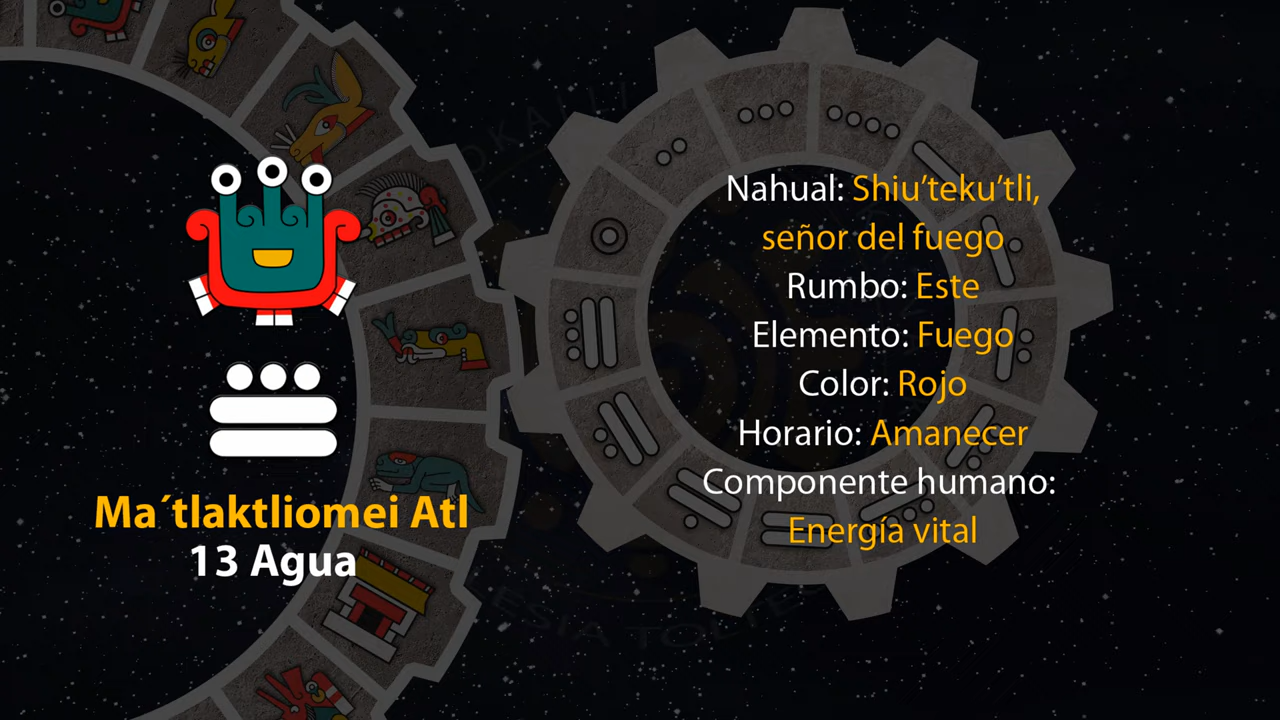 Nahual: Shiu’teku’tli,
señor del fuego
Rumbo: Este
Elemento: Fuego
Color: Rojo
Horario: Amanecer
Componente humano:
Energía vital
Ma´tlaktliomei Atl
13 Agua